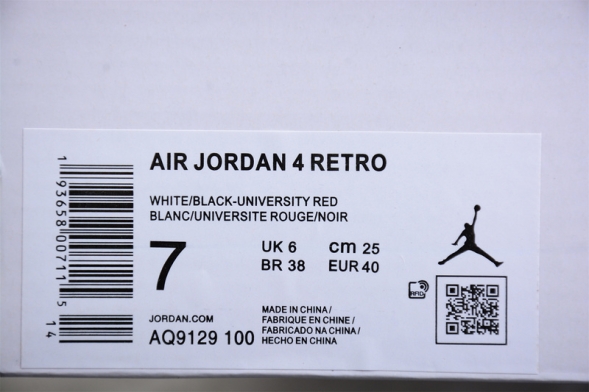 AIR JORDAN 4 RETRO
WHITE/BLACK-UNIVERSITY RED
BLANC/UNIVERSITE ROUGE/NOIR
7
UK 6 cm 25
BR 38 EUR 40
RFID
JORDAN.COM
AQ9129 100
MADE IN CHINA/
FABRIQUE EN CHINE /
FABRICADO NA CHINA/
HECHO EN CHINA
1 93658 00711 5 14